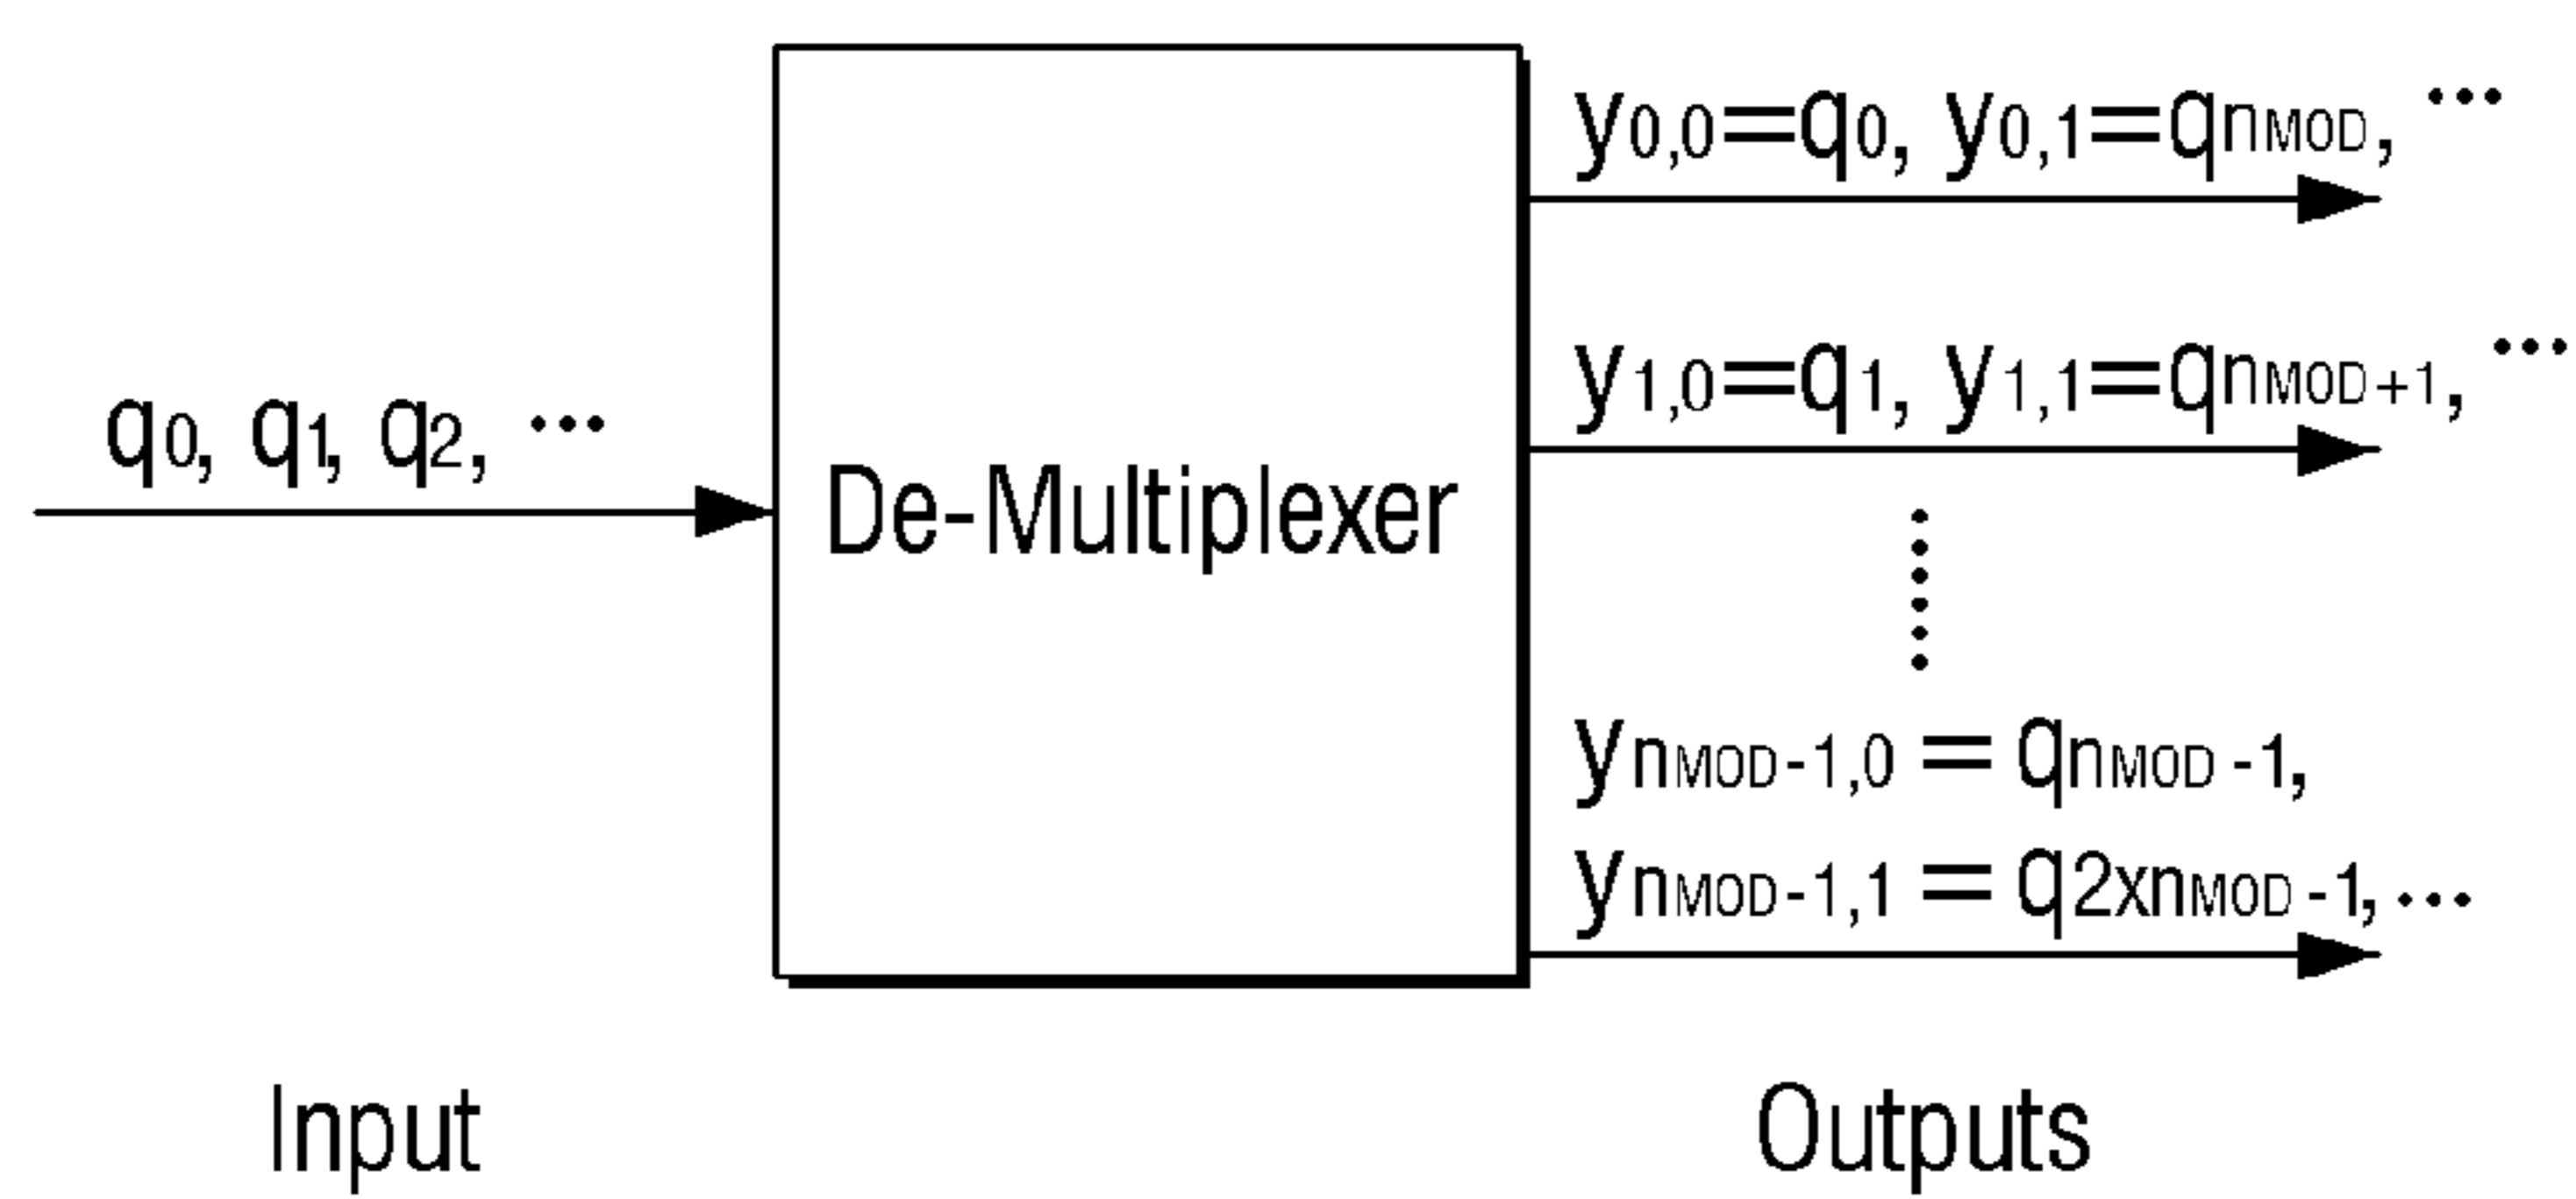 y0,0=q0, y0,1=qnMOD, ...
y1,0=q1, y1,1=qnMOD+1, ...
q0, q1, q2, ...
De-Multiplexer
ynMOD-1,0 = qnMOD-1,
ynMOD-1,1 = q2xnMOD-1, ...
Input
Outputs